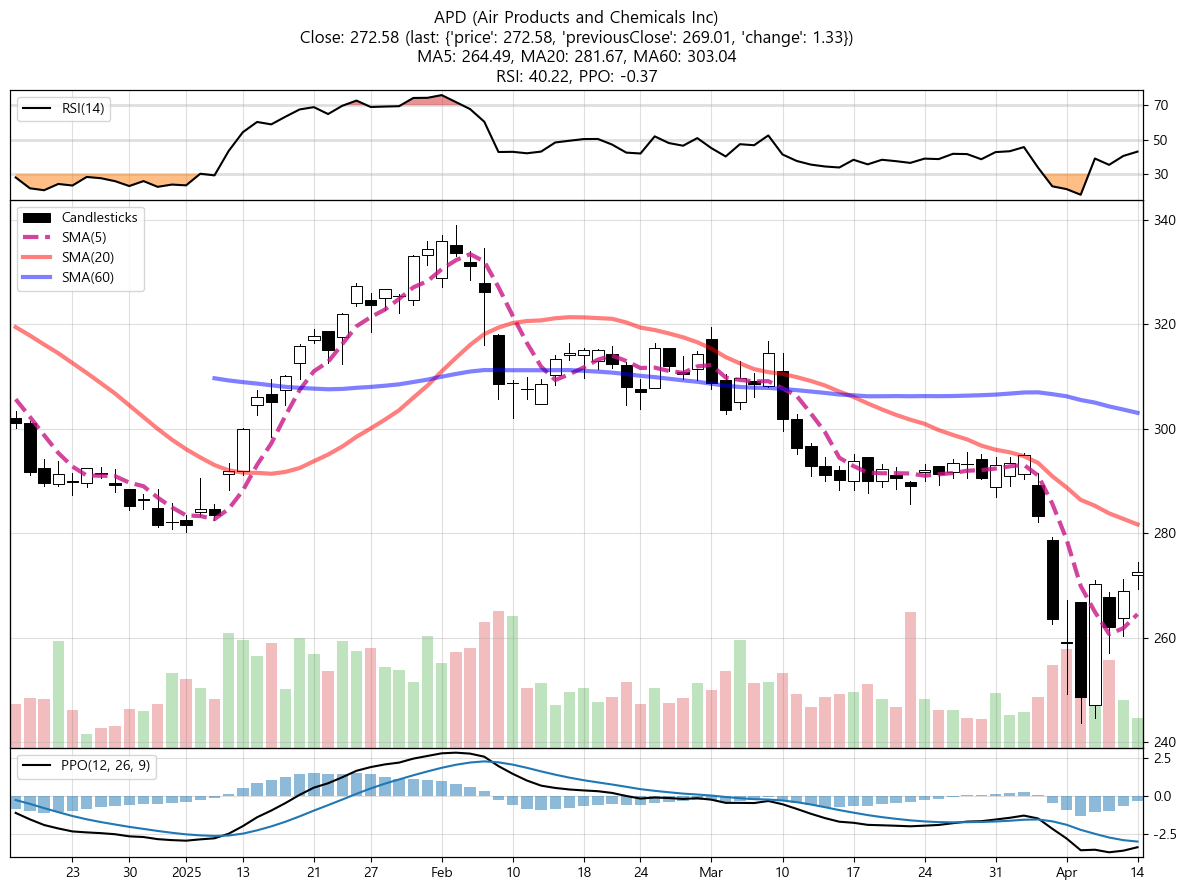 APD (Air Products and Chemicals Inc)
Close: 272.58 (last: {'price': 272.58, 'previousClose': 269.01, 'change': 1.33})
MA5: 264.49, MA20: 281.67, MA60: 303.04
RSI: 40.22, PPO: -0.37
RSI(14)
70
50
30
Candlesticks
SMA(5)
SMA(20)
SMA(60)
340
320
300
280
260
240
PPO(12, 26, 9)
2.5
0.0
-2.5
23 30 2025 13 21 27 Feb 10 18 24 Mar 10 17 24 31 Apr 14